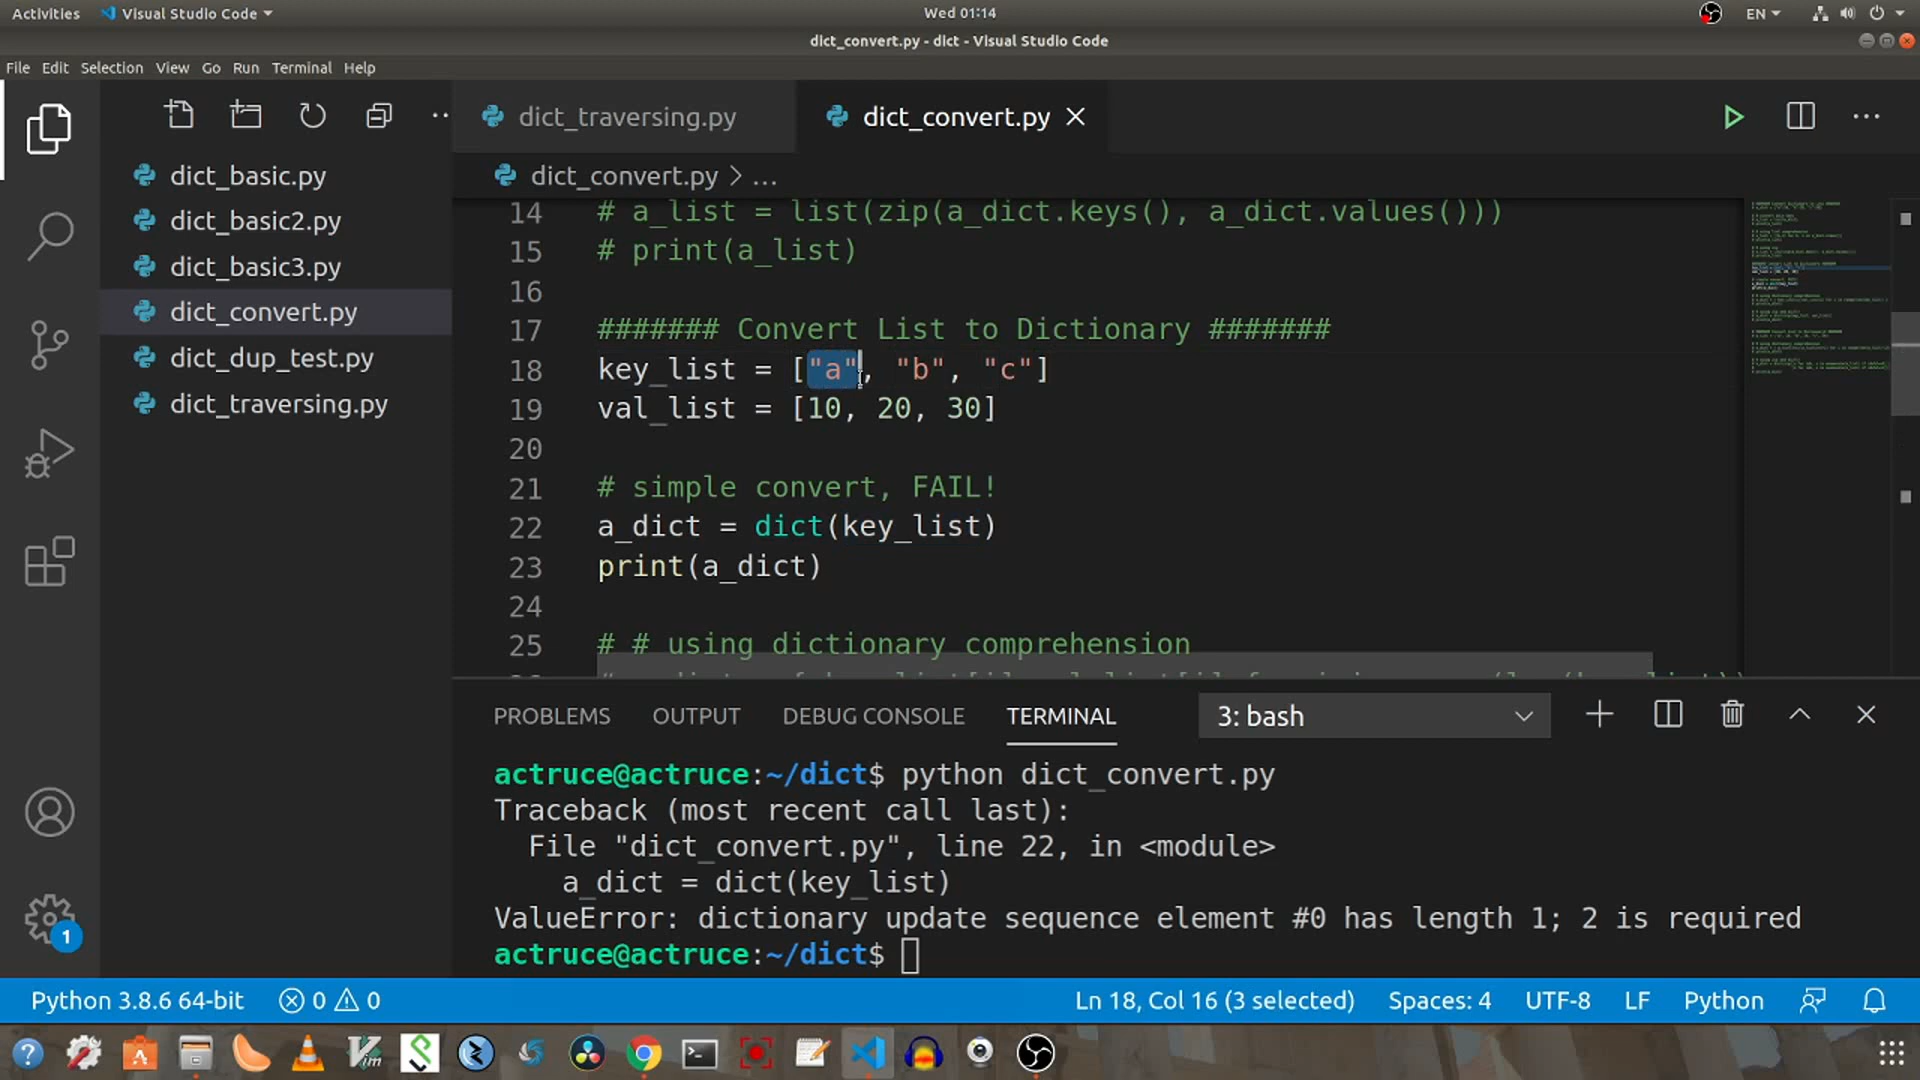 Activities Visual Studio Code Wed 01:14 EN
dict_convert.py - dict - Visual Studio Code
File Edit Selection View Go Run Terminal Help
dict_traversing.py dict_convert.py
dict_convert.py > ...
dict_basic.py
dict_basic2.py
dict_basic3.py
dict_convert.py
dict_dup_test.py
dict_traversing.py
14 # a_list = list(zip(a_dict.keys(), a_dict.values()))
15 # print(a_list)
16
17 ####### Convert List to Dictionary #######
18 key_list = ["a", "b", "c"]
19 val_list = [10, 20, 30]
20
21 # simple convert, FAIL!
22 a_dict = dict(key_list)
23 print(a_dict)
24
25 # # using dictionary comprehension
PROBLEMS OUTPUT DEBUG CONSOLE TERMINAL 3: bash
actruce@actruce:~/dict$ python dict_convert.py
Traceback (most recent call last):
File "dict_convert.py", line 22, in <module>
a_dict = dict(key_list)
ValueError: dictionary update sequence element #0 has length 1; 2 is required
actruce@actruce:~/dict$
1
Python 3.8.6 64-bit 0 0 Ln 18, Col 16 (3 selected) Spaces: 4 UTF-8 LF Python